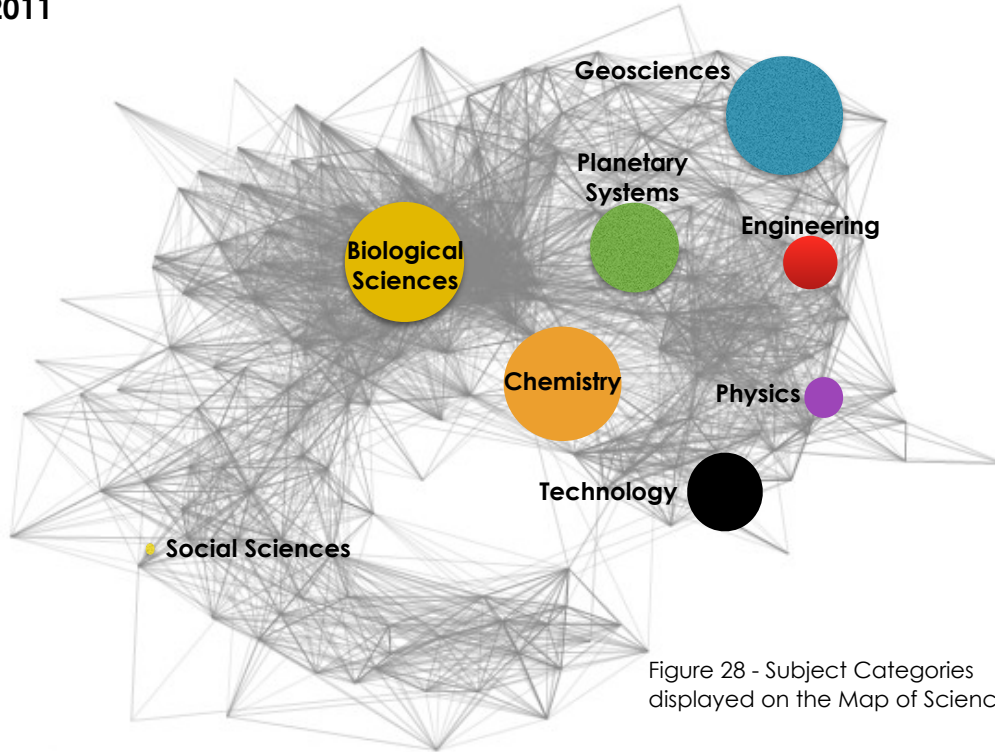 2011
Geosciences
Planetary
Systems
Engineering
Biological
Sciences
Chemistry
Physics
Technology
Social Sciences
Figure 28 - Subject Categories
displayed on the Map of Scienc